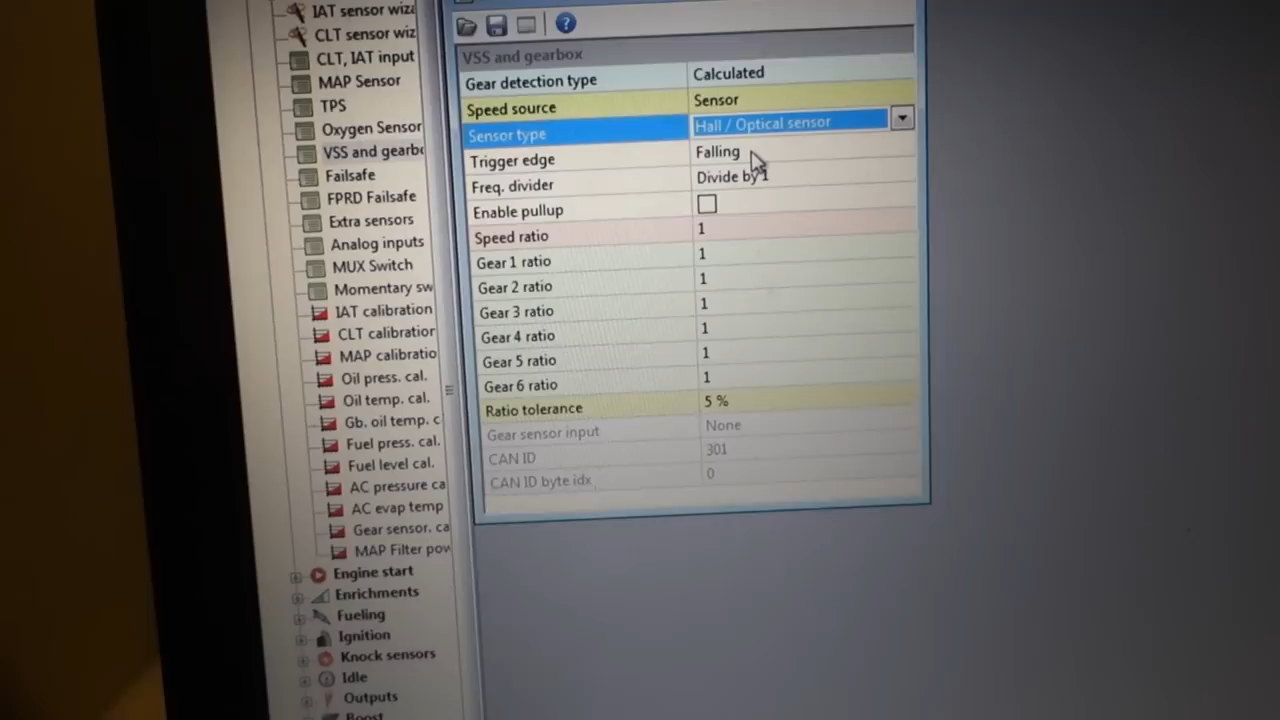 IAT sensor wiza
CLT sensor wiz
CLT, IAT input
MAP Sensor
TPS
Oxygen Sensor
VSS and gearbo
Failsafe
FPRD Failsafe
Extra sensors
Analog inputs
MUX Switch
Momentary sw
IAT calibration
CLT calibration
MAP calibratio
Oil press. cal.
Oil temp. cal.
Gb. oil temp. c
Fuel press. cal.
Fuel level cal.
AC pressure ca
AC evap temp
Gear sensor. ca
MAP Filter pow
Engine start
Enrichments
Fueling
Ignition
Knock sensors
Idle
Outputs
Boost
VSS and gearbox
Gear detection type Calculated
Speed source Sensor
Sensor type Hall / Optical sensor
Trigger edge Falling
Freq. divider Divide by 1
Enable pullup
Speed ratio 1
Gear 1 ratio 1
Gear 2 ratio 1
Gear 3 ratio 1
Gear 4 ratio 1
Gear 5 ratio 1
Gear 6 ratio 1
Ratio tolerance 5 %
Gear sensor input None
CAN ID 301
CAN ID byte idx 0